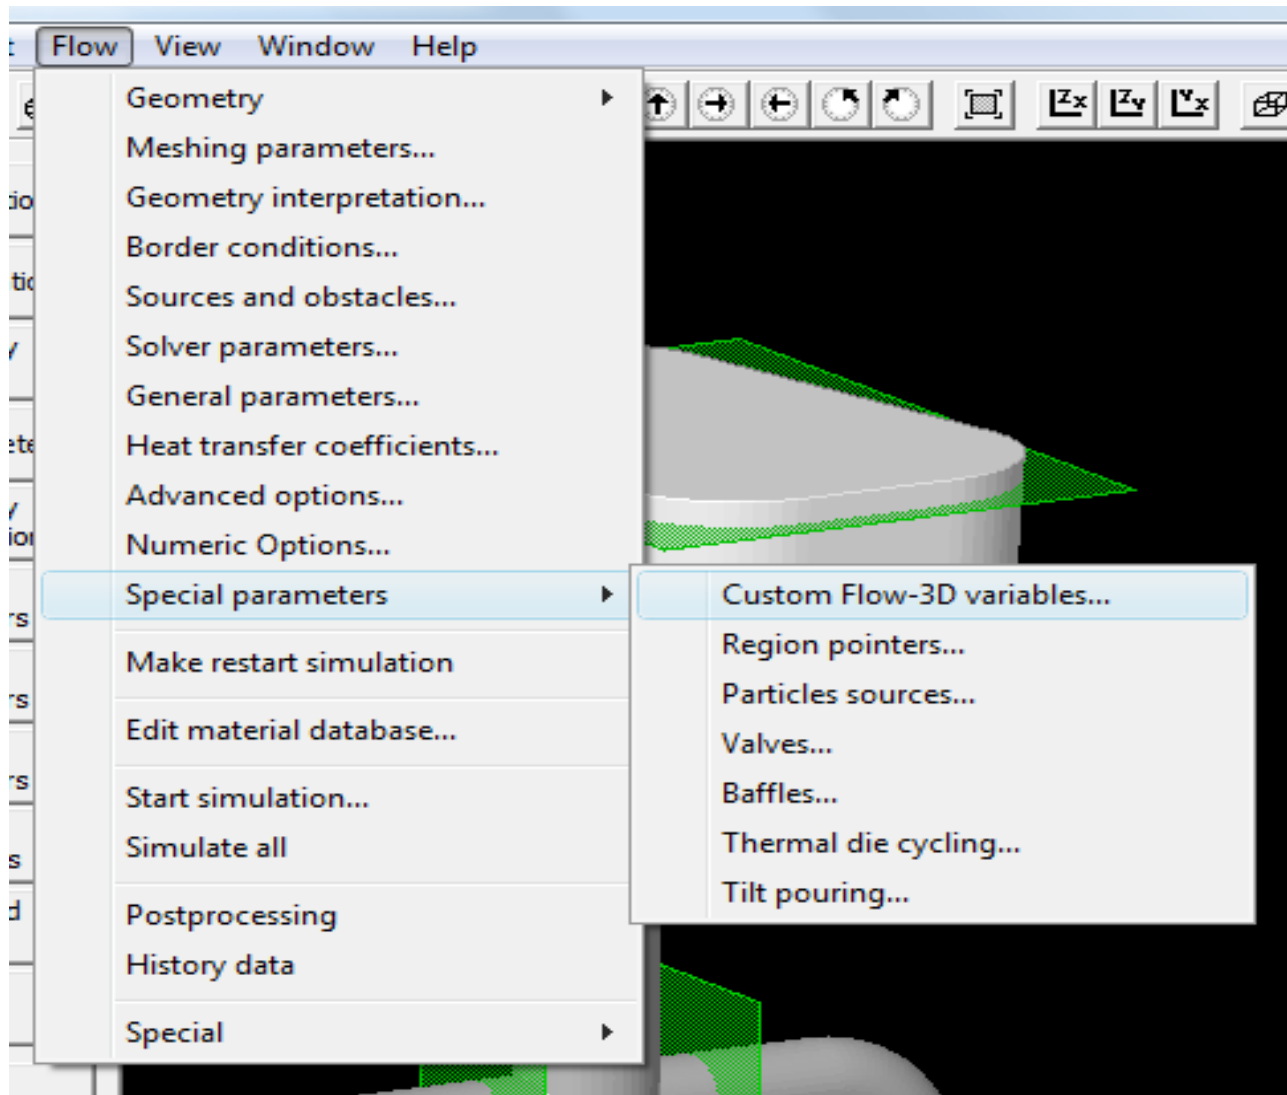 Flow View Window Help
Geometry
Meshing parameters...
Geometry interpretation...
Border conditions...
Sources and obstacles...
Solver parameters...
General parameters...
Heat transfer coefficients...
Advanced options...
Numeric Options...
Special parameters
Make restart simulation
Edit material database...
Start simulation...
Simulate all
Postprocessing
History data
Special
Custom Flow-3D variables...
Region pointers...
Particles sources...
Valves...
Baffles...
Thermal die cycling...
Tilt pouring...